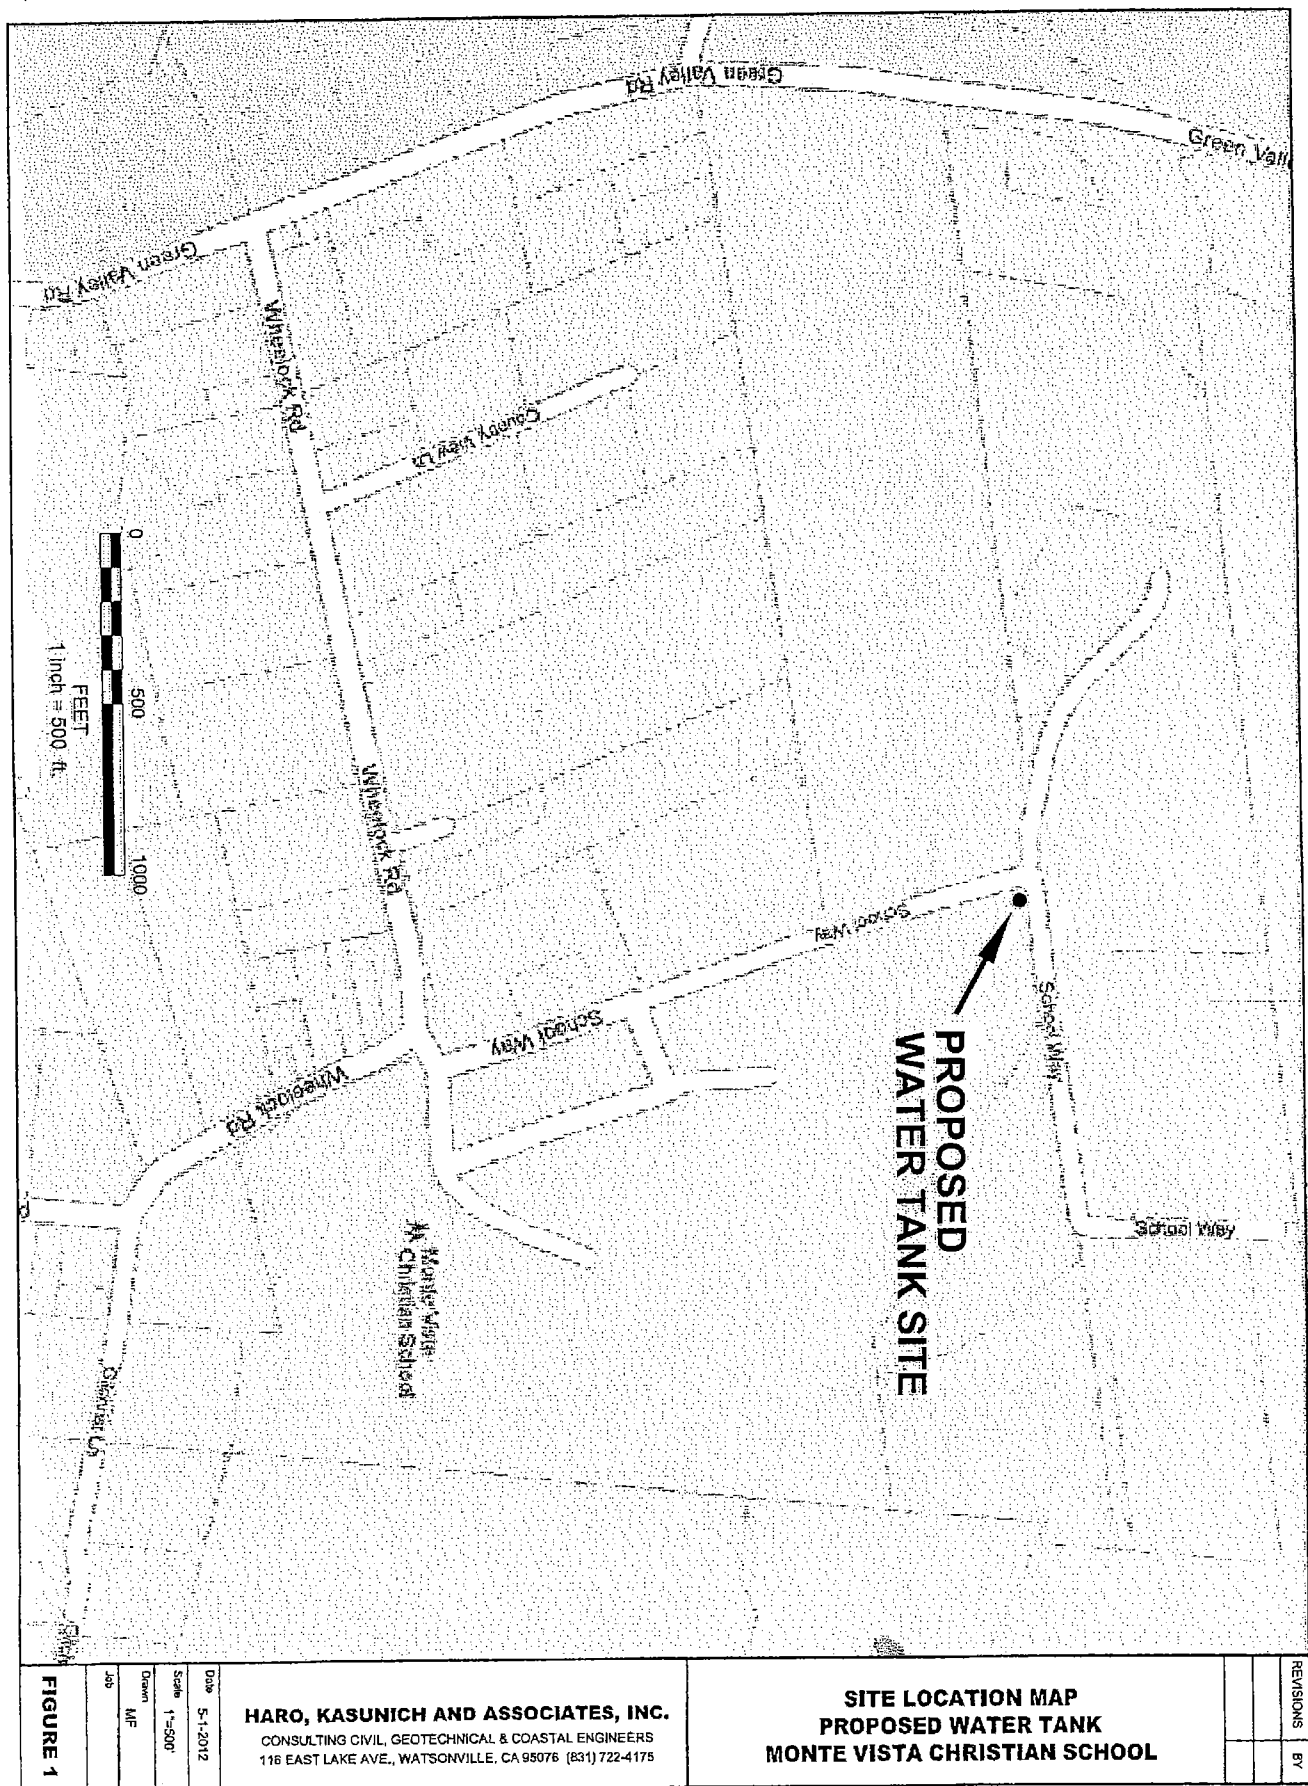 Green Valley Rd
Green Vall
Green Valley Rd
Wheelock Rd
County View Ln
0
500
1000
FEET
1 inch = 500 ft.
Wheelock Rd
School Way
School Way
School Way
School Way
Wheelock Rd
PROPOSED
WATER TANK SITE
Monte Vista
Christian School
REVISIONS
BY
SITE LOCATION MAP
PROPOSED WATER TANK
MONTE VISTA CHRISTIAN SCHOOL
HARO, KASUNICH AND ASSOCIATES, INC.
CONSULTING CIVIL, GEOTECHNICAL & COASTAL ENGINEERS
116 EAST LAKE AVE., WATSONVILLE, CA 95076 (831) 722-4175
Date 5-1-2012
Scale 1"=500'
Drawn MF
Job
FIGURE 1